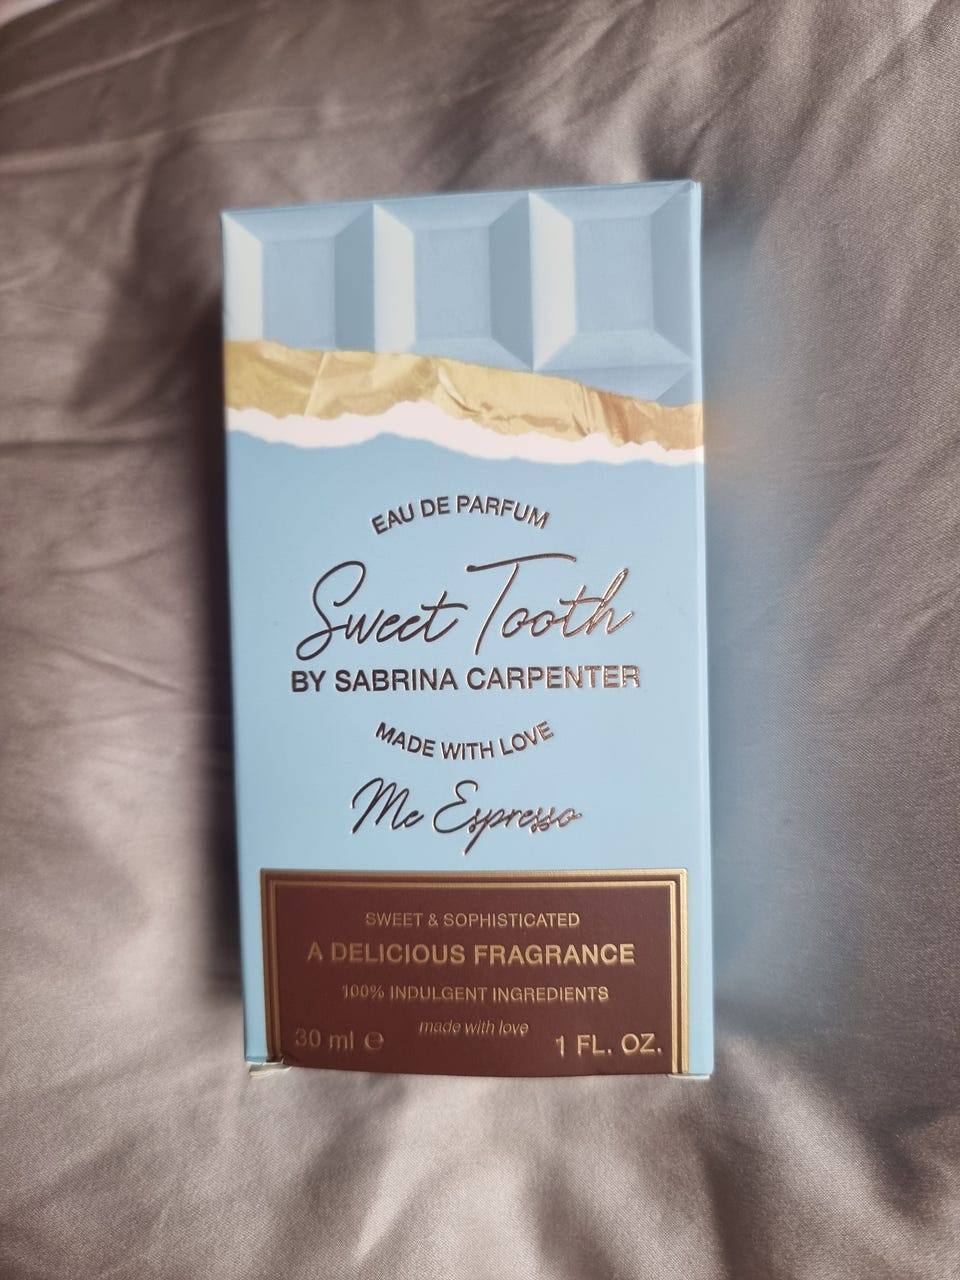 EAU DE PARFUM
Sweet Tooth
BY SABRINA CARPENTER
MADE WITH LOVE
Me Espresso
SWEET & SOPHISTICATED
A DELICIOUS FRAGRANCE
100% INDULGENT INGREDIENTS
made with love
30 ml ℮ 1 FL. OZ.